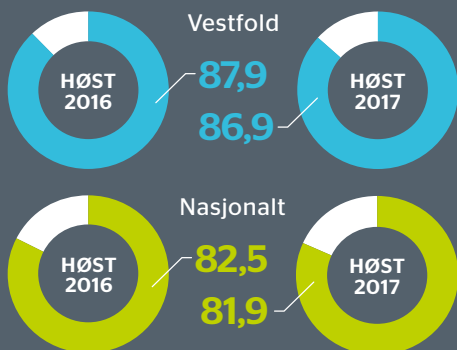 Vestfold
HØST
2016
87,9
86,9
HØST
2017
Nasjonalt
HØST
2016
82,5
81,9
HØST
2017